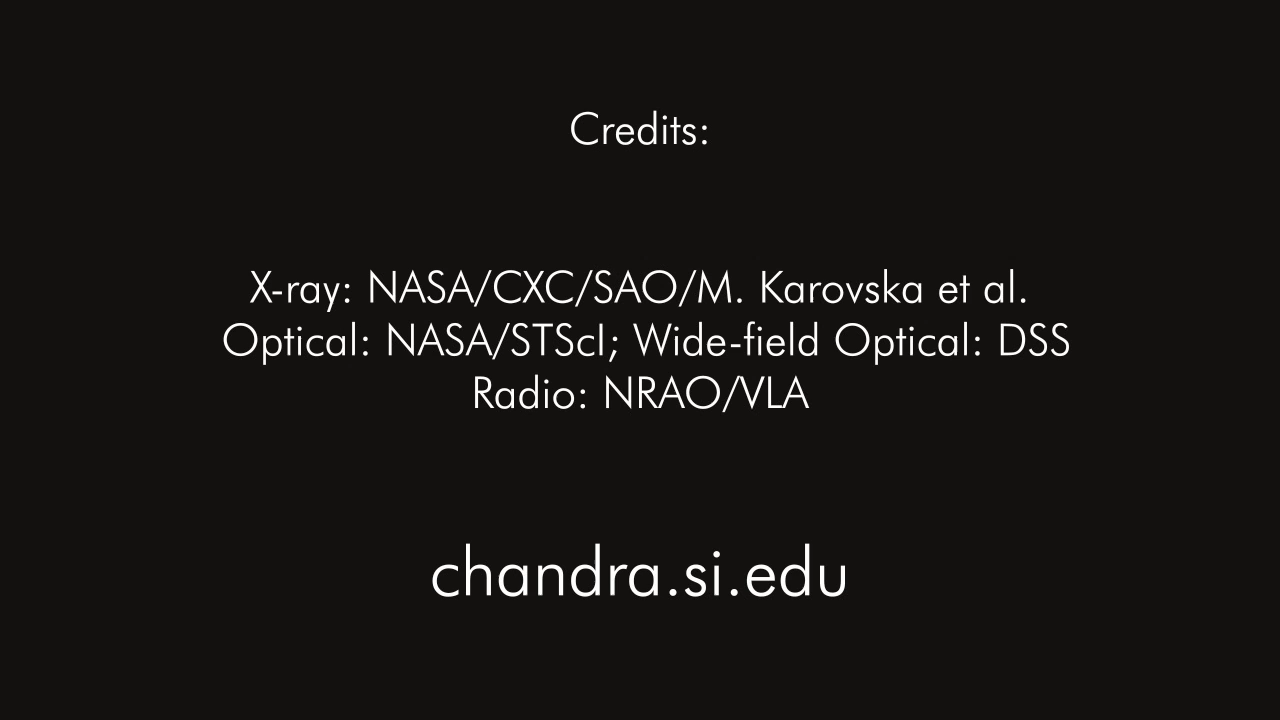 Credits:
X-ray: NASA/CXC/SAO/M. Karovska et al.
Optical: NASA/STScI; Wide-field Optical: DSS
Radio: NRAO/VLA
chandra.si.edu